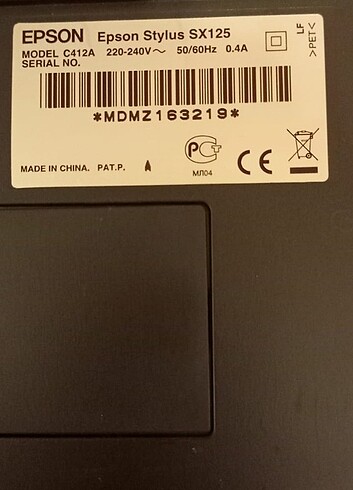 EPSON Epson Stylus SX125
MODEL C412A 220-240V～ 50/60Hz 0.4A
SERIAL NO.
*MDMZ163219*
MADE IN CHINA. PAT.P.
МЛ04
CE
LF
>PET<